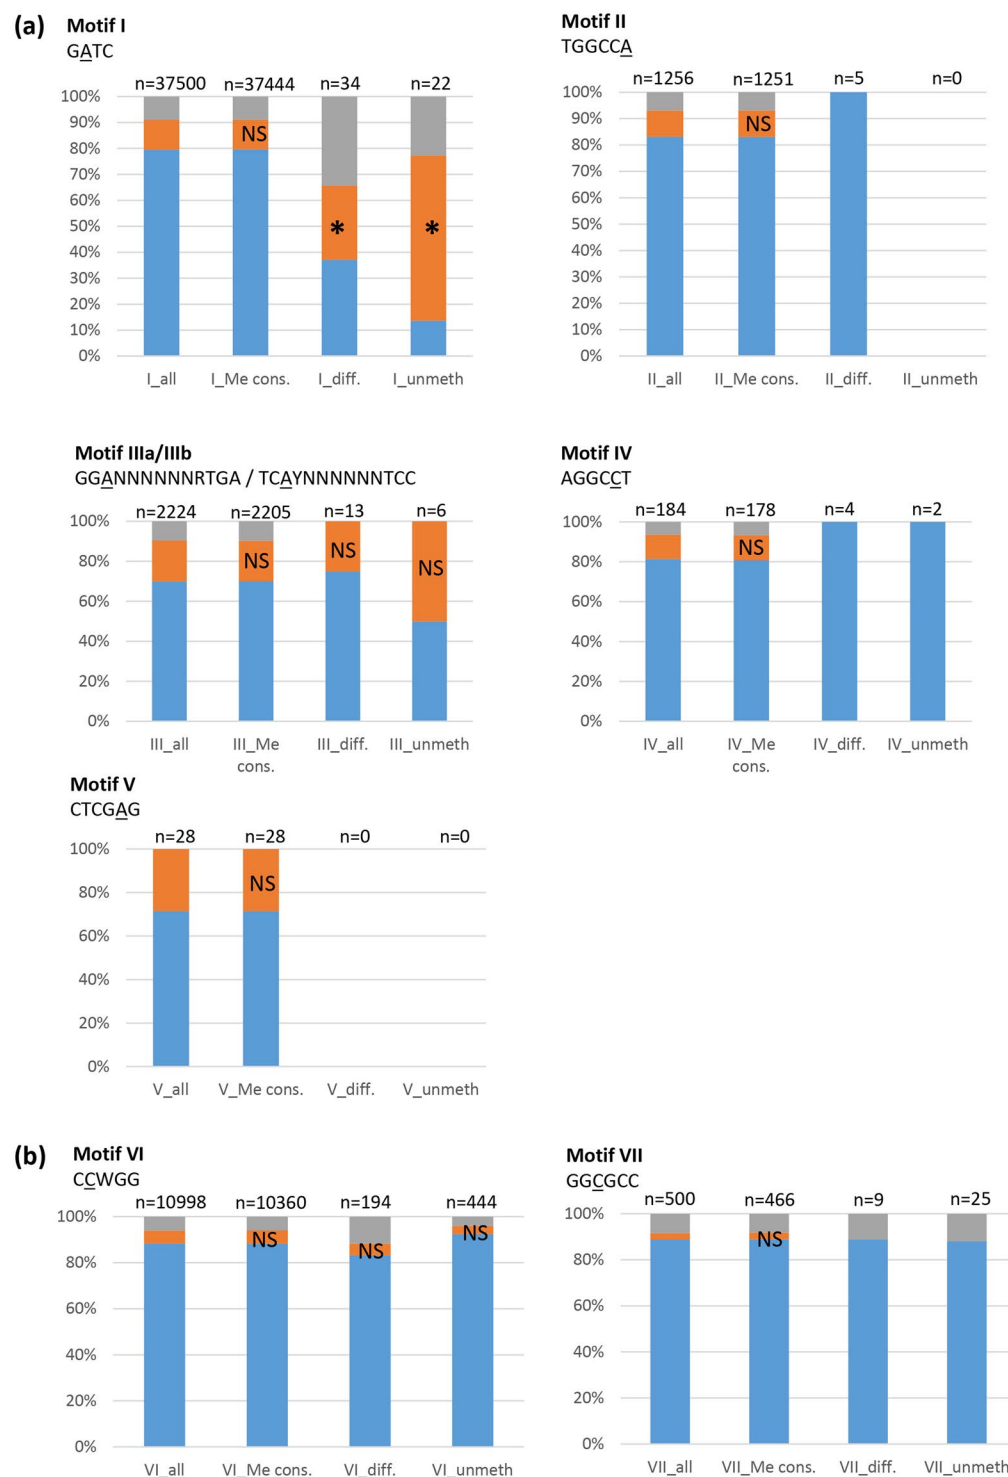 (a)
Motif I
GATC
n=37500 n=37444 n=34 n=22
100%
90%
80%
70%
60%
50%
40%
30%
20%
10%
0%
NS
*
*
I_all I_Me cons. I_diff. I_unmeth
Motif II
TGGCCA
n=1256 n=1251 n=5 n=0
100%
90%
80%
70%
60%
50%
40%
30%
20%
10%
0%
NS
II_all II_Me cons. II_diff. II_unmeth
Motif IIIa/IIIb
GGANNNNNNRTGA / TCAYNNNNNNTCC
n=2224 n=2205 n=13 n=6
100%
80%
60%
40%
20%
0%
NS
NS
NS
III_all III_Me cons. III_diff. III_unmeth
Motif IV
AGGCCT
n=184 n=178 n=4 n=2
100%
80%
60%
40%
20%
0%
NS
IV_all IV_Me cons. IV_diff. IV_unmeth
Motif V
CTCGAG
n=28 n=28 n=0 n=0
100%
80%
60%
40%
20%
0%
NS
V_all V_Me cons. V_diff. V_unmeth
(b)
Motif VI
CCWGG
n=10998 n=10360 n=194 n=444
100%
80%
60%
40%
20%
0%
NS
NS
NS
VI_all VI_Me cons. VI_diff. VI_unmeth
Motif VII
GGCGCC
n=500 n=466 n=9 n=25
100%
80%
60%
40%
20%
0%
NS
VII_all VII_Me cons. VII_diff. VII_unmeth